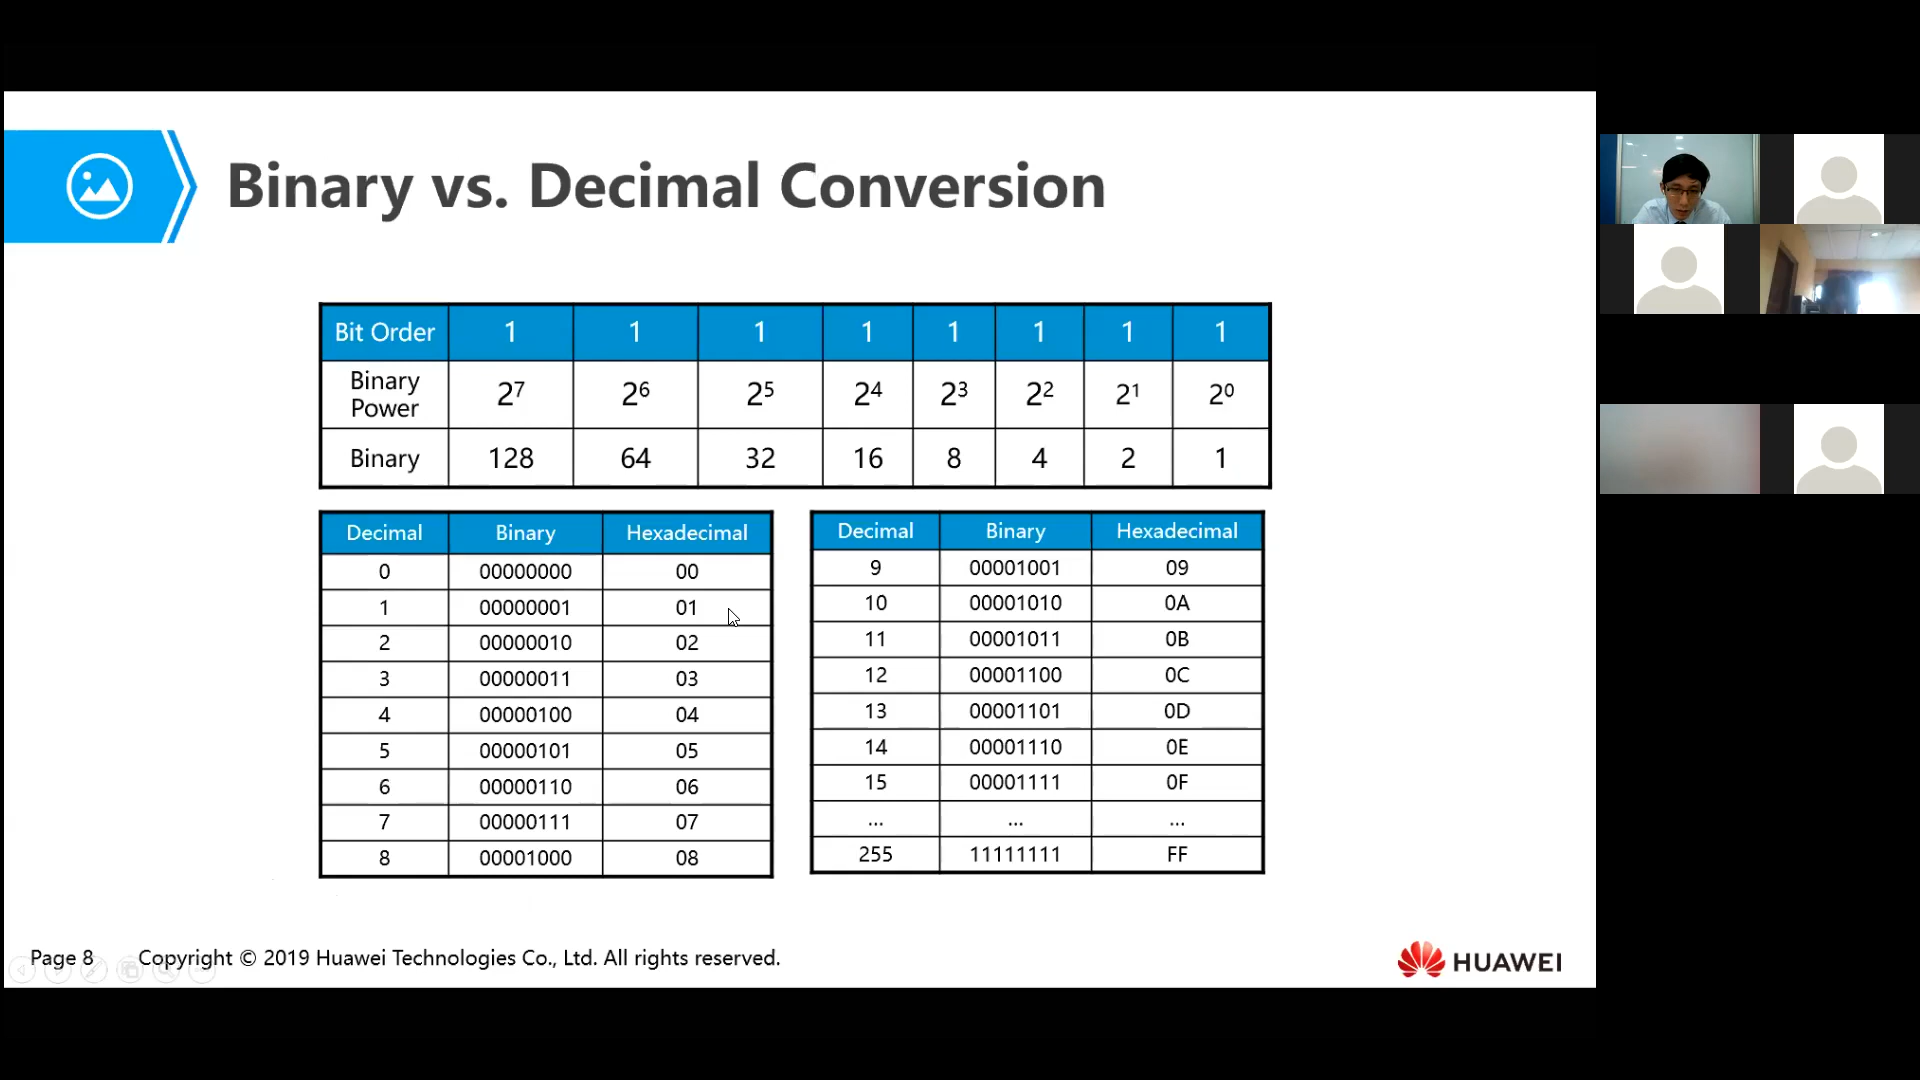 Binary vs. Decimal Conversion
Bit Order 1 1 1 1 1 1 1 1
Binary Power 2⁷ 2⁶ 2⁵ 2⁴ 2³ 2² 2¹ 2⁰
Binary 128 64 32 16 8 4 2 1
Decimal Binary Hexadecimal
0 00000000 00
1 00000001 01
2 00000010 02
3 00000011 03
4 00000100 04
5 00000101 05
6 00000110 06
7 00000111 07
8 00001000 08
Decimal Binary Hexadecimal
9 00001001 09
10 00001010 0A
11 00001011 0B
12 00001100 0C
13 00001101 0D
14 00001110 0E
15 00001111 0F
... ... ...
255 11111111 FF
Page 8 Copyright © 2019 Huawei Technologies Co., Ltd. All rights reserved.
HUAWEI